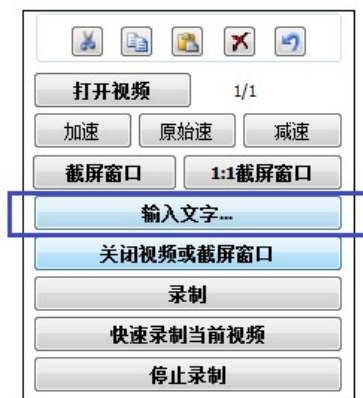 打开视频 1/1
加速 原始速 减速
截屏窗口 1:1截屏窗口
输入文字...
关闭视频或截屏窗口
录制
快速录制当前视频
停止录制